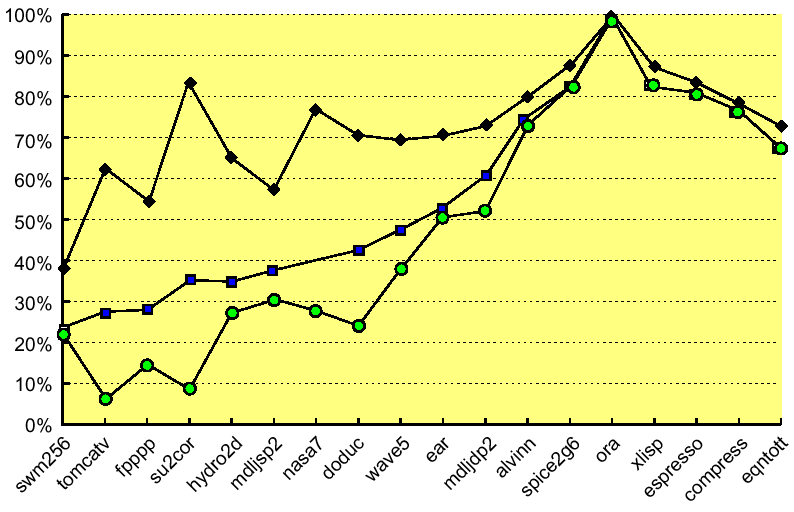 100%
90%
80%
70%
60%
50%
40%
30%
20%
10%
0%
swm256
tomcatv
fpppp
su2cor
hydro2d
mdljsp2
nasa7
doduc
wave5
ear
mdljdp2
alvinn
spice2g6
ora
xlisp
espresso
compress
eqntott